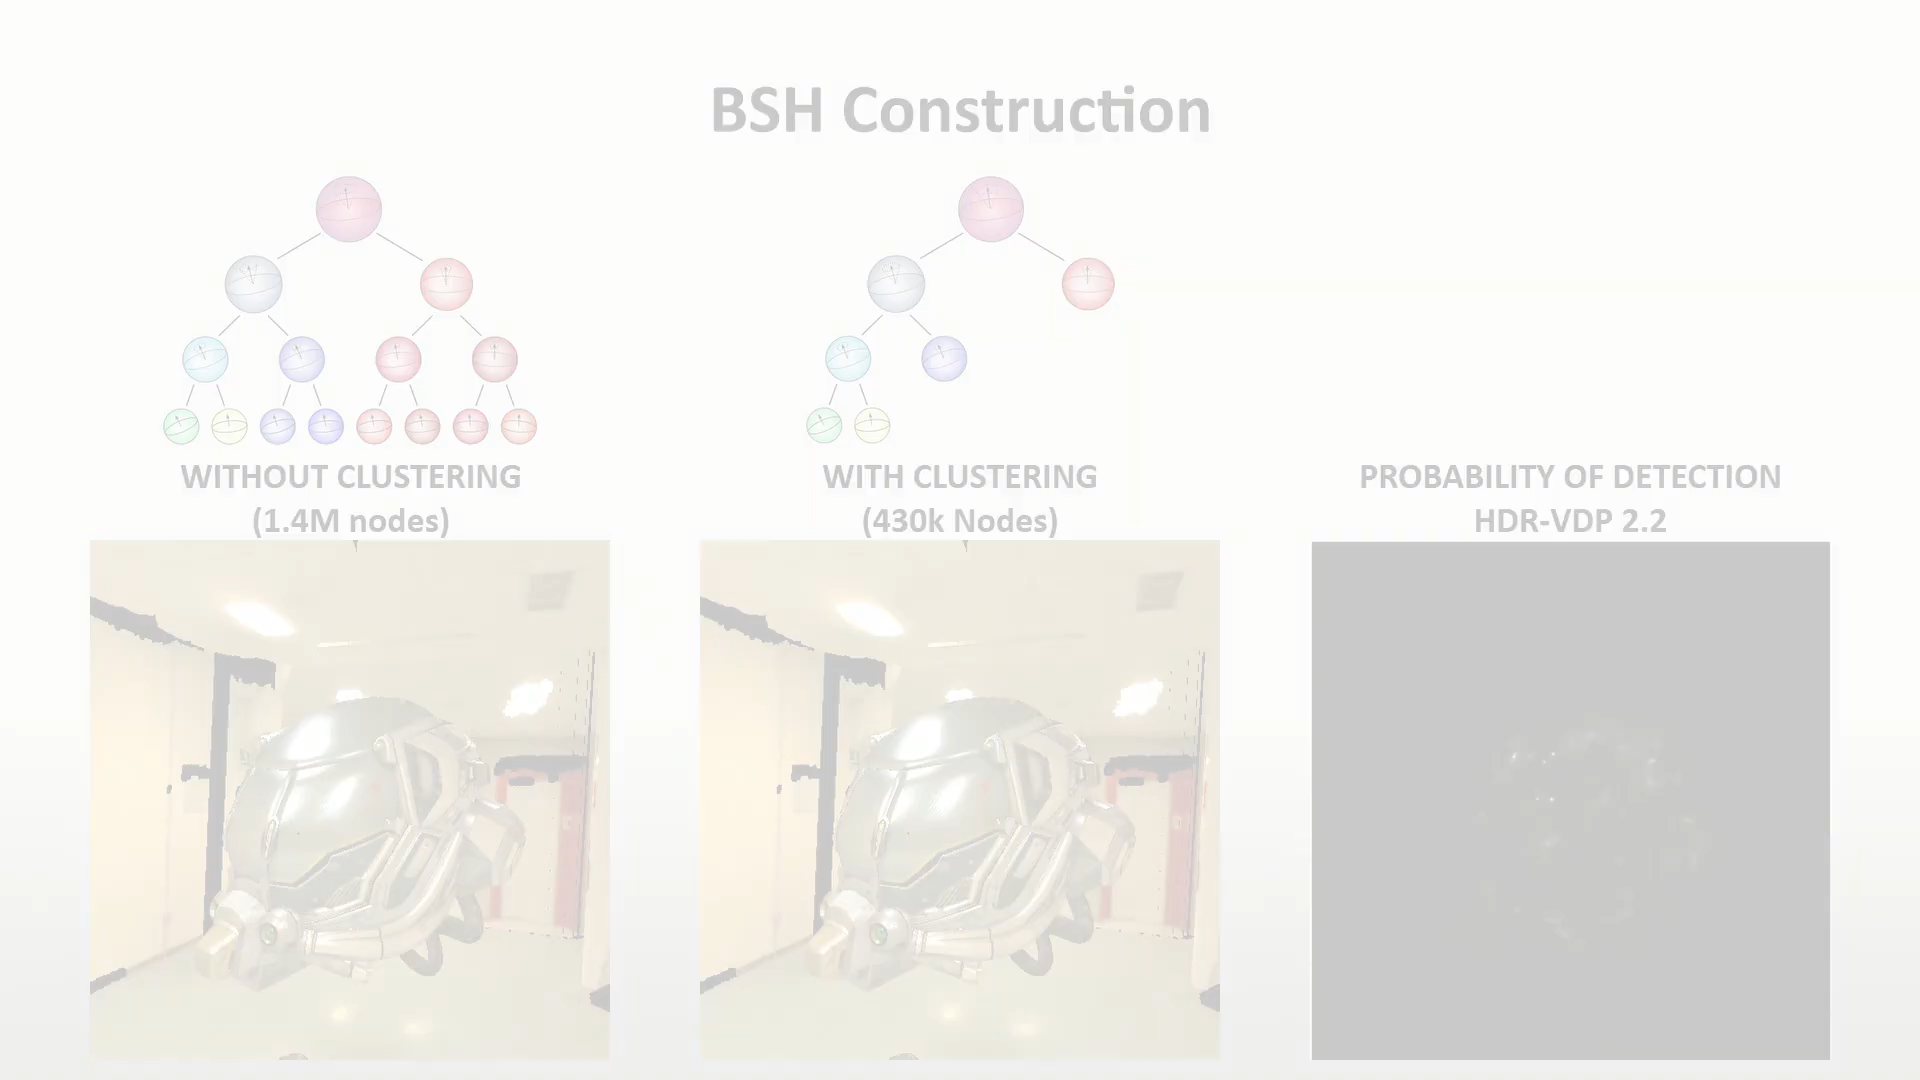 BSH Construction
WITHOUT CLUSTERING
(1.4M nodes)
WITH CLUSTERING
(430k Nodes)
PROBABILITY OF DETECTION
HDR-VDP 2.2